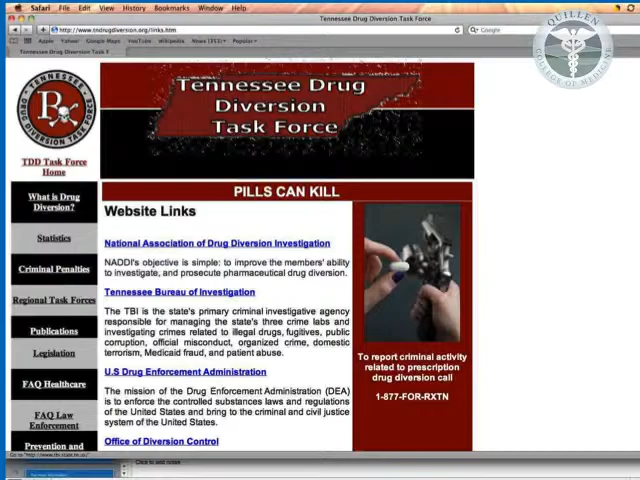 Safari File Edit View History Bookmarks Window Help
Tennessee Drug Diversion Task Force
http://www.tndrugdiversion.org/links.htm
Google
Apple Yahoo! Google Maps YouTube Wikipedia News (253) Popular
Tennessee Drug Diversion Task F
QUILLEN
COLLEGE OF MEDICINE
TENNESSEE
Rx
DRUG DIVERSION TASK FORCE
Tennessee Drug
Diversion
Task Force
TDD Task Force
Home
PILLS CAN KILL
What is Drug
Diversion?
Statistics
Criminal Penalties
Regional Task Forces
Publications
Legislation
FAQ Healthcare
FAQ Law
Enforcement
Prevention and
Website Links
National Association of Drug Diversion Investigation
NADDI's objective is simple: to improve the members' ability
to investigate, and prosecute pharmaceutical drug diversion.
Tennessee Bureau of Investigation
The TBI is the state's primary criminal investigative agency
responsible for managing the state's three crime labs and
investigating crimes related to illegal drugs, fugitives, public
corruption, official misconduct, organized crime, domestic
terrorism, Medicaid fraud, and patient abuse.
U.S Drug Enforcement Administration
The mission of the Drug Enforcement Administration (DEA)
is to enforce the controlled substances laws and regulations
of the United States and bring to the criminal and civil justice
system of the United States.
Office of Diversion Control
To report criminal activity
related to prescription
drug diversion call
1-877-FOR-RXTN
Click to add notes